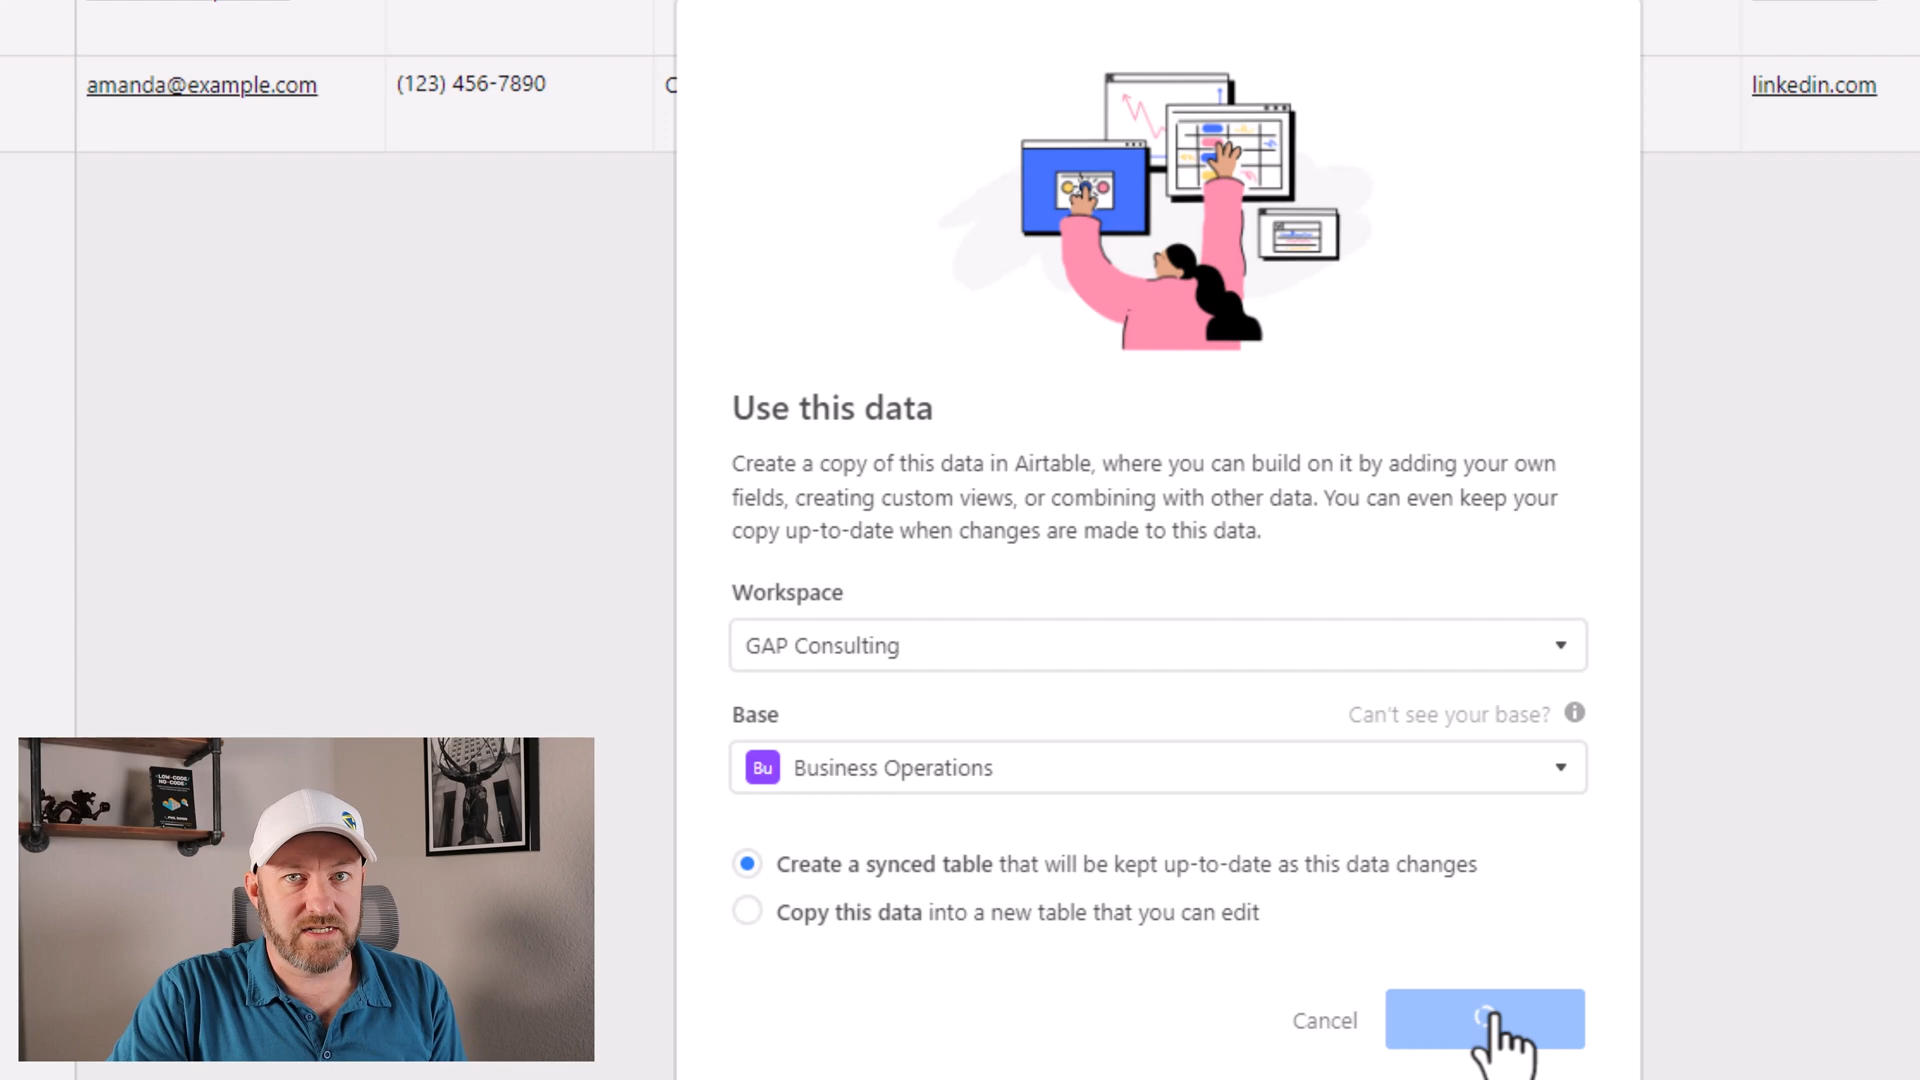 amanda@example.com
(123) 456-7890
linkedin.com
Use this data
Create a copy of this data in Airtable, where you can build on it by adding your own
fields, creating custom views, or combining with other data. You can even keep your
copy up-to-date when changes are made to this data.
Workspace
GAP Consulting
Base
Can't see your base?
Bu Business Operations
Create a synced table that will be kept up-to-date as this data changes
Copy this data into a new table that you can edit
Cancel
LOW-CODE/
NO-CODE